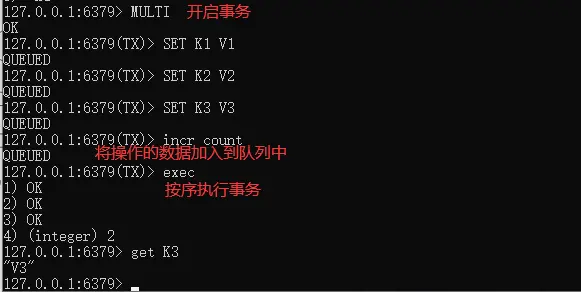 127.0.0.1:6379> MULTI 开启事务
OK
127.0.0.1:6379(TX)> SET K1 V1
QUEUED
127.0.0.1:6379(TX)> SET K2 V2
QUEUED
127.0.0.1:6379(TX)> SET K3 V3
QUEUED
127.0.0.1:6379(TX)> incr count
QUEUED 将操作的数据加入到队列中
127.0.0.1:6379(TX)> exec
1) OK 按序执行事务
2) OK
3) OK
4) (integer) 2
127.0.0.1:6379> get K3
"V3"
127.0.0.1:6379>